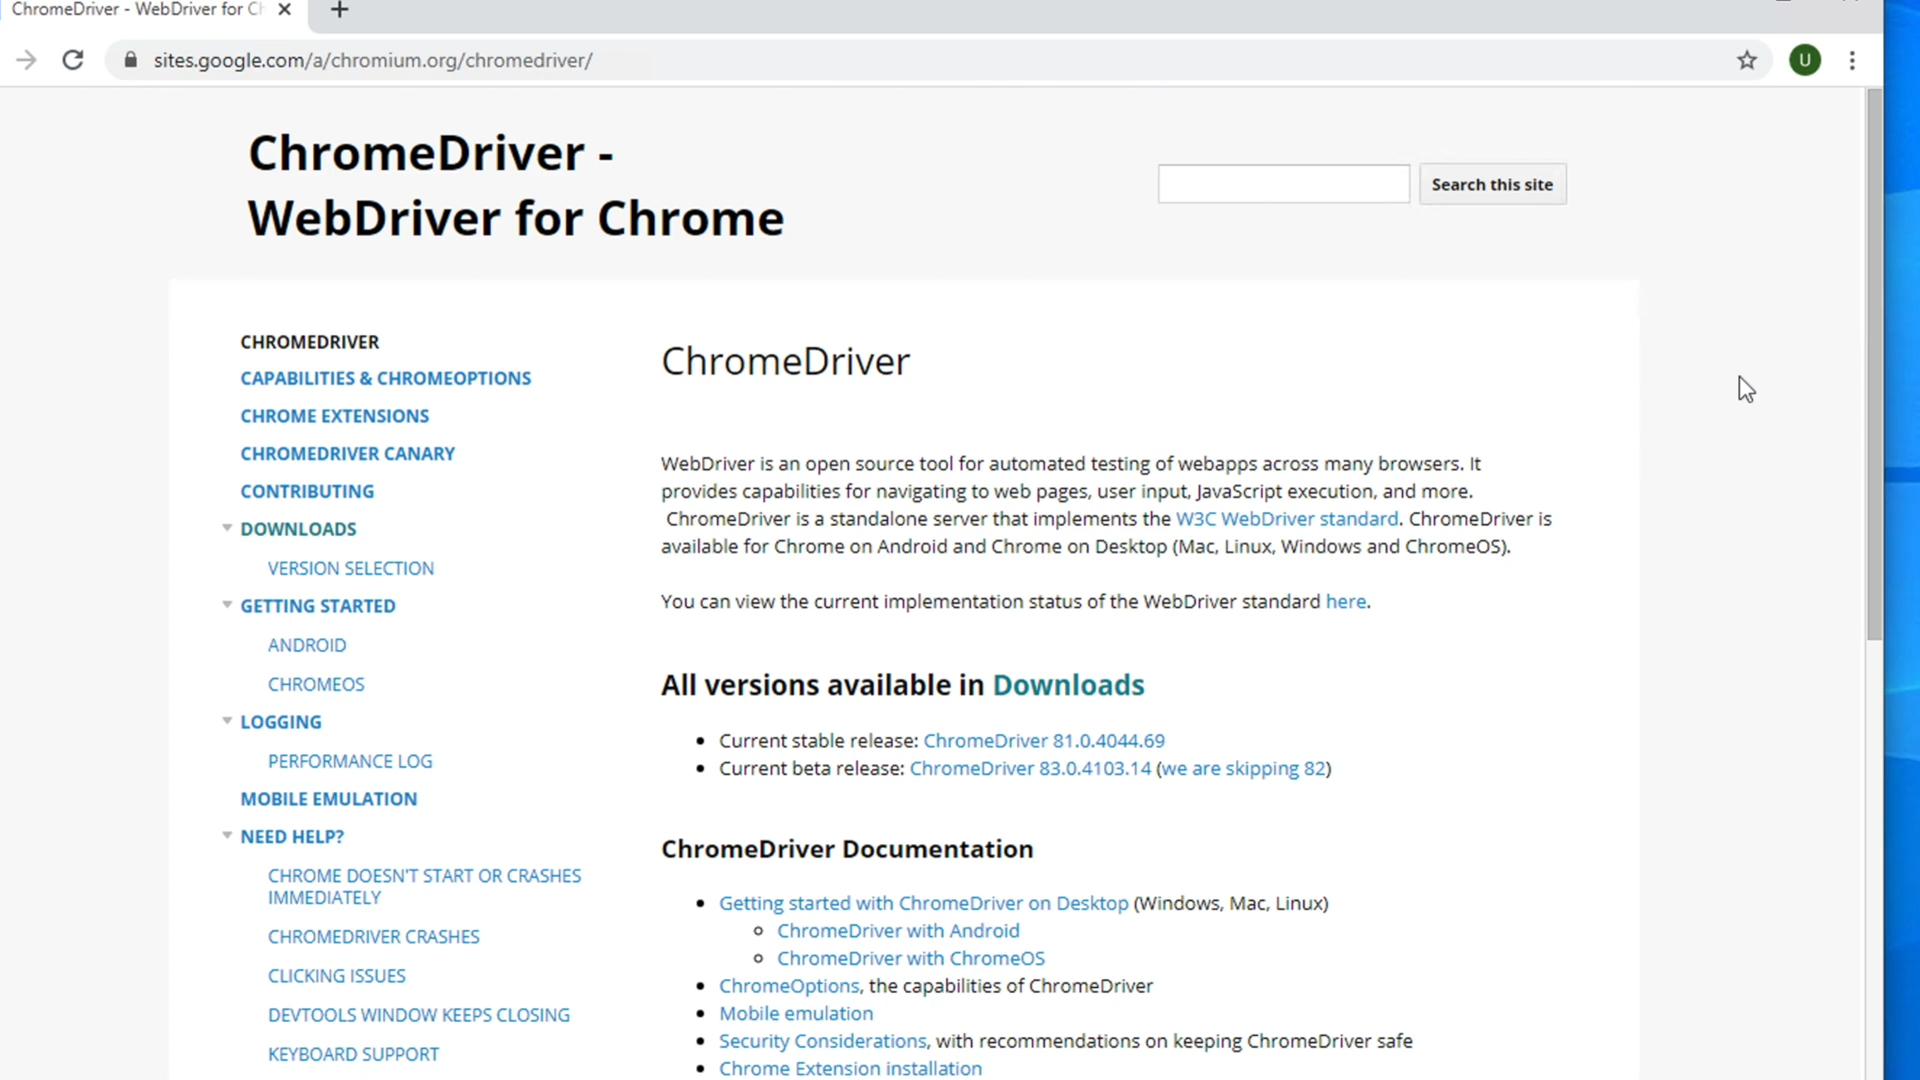 ChromeDriver - WebDriver for Ch
sites.google.com/a/chromium.org/chromedriver/
U
ChromeDriver -
WebDriver for Chrome
Search this site
CHROMEDRIVER
CAPABILITIES & CHROMEOPTIONS
CHROME EXTENSIONS
CHROMEDRIVER CANARY
CONTRIBUTING
DOWNLOADS
VERSION SELECTION
GETTING STARTED
ANDROID
CHROMEOS
LOGGING
PERFORMANCE LOG
MOBILE EMULATION
NEED HELP?
CHROME DOESN'T START OR CRASHES
IMMEDIATELY
CHROMEDRIVER CRASHES
CLICKING ISSUES
DEVTOOLS WINDOW KEEPS CLOSING
KEYBOARD SUPPORT
ChromeDriver
WebDriver is an open source tool for automated testing of webapps across many browsers. It
provides capabilities for navigating to web pages, user input, JavaScript execution, and more.
ChromeDriver is a standalone server that implements the W3C WebDriver standard. ChromeDriver is
available for Chrome on Android and Chrome on Desktop (Mac, Linux, Windows and ChromeOS).
You can view the current implementation status of the WebDriver standard here.
All versions available in Downloads
Current stable release: ChromeDriver 81.0.4044.69
Current beta release: ChromeDriver 83.0.4103.14 (we are skipping 82)
ChromeDriver Documentation
Getting started with ChromeDriver on Desktop (Windows, Mac, Linux)
ChromeDriver with Android
ChromeDriver with ChromeOS
ChromeOptions, the capabilities of ChromeDriver
Mobile emulation
Security Considerations, with recommendations on keeping ChromeDriver safe
Chrome Extension installation